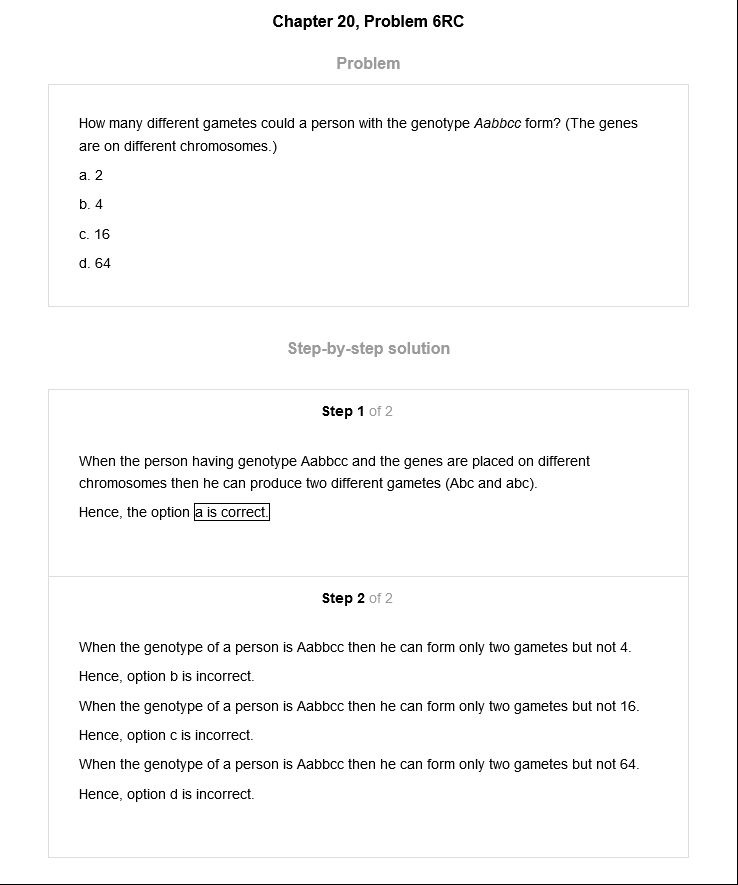 Chapter 20, Problem 6RC
Problem
How many different gametes could a person with the genotype Aabbcc form? (The genes
are on different chromosomes.)
a. 2
b. 4
c. 16
d. 64
Step-by-step solution
Step 1 of 2
When the person having genotype Aabbcc and the genes are placed on different
chromosomes then he can produce two different gametes (Abc and abc).
Hence, the option a is correct.
Step 2 of 2
When the genotype of a person is Aabbcc then he can form only two gametes but not 4.
Hence, option b is incorrect.
When the genotype of a person is Aabbcc then he can form only two gametes but not 16.
Hence, option c is incorrect.
When the genotype of a person is Aabbcc then he can form only two gametes but not 64.
Hence, option d is incorrect.